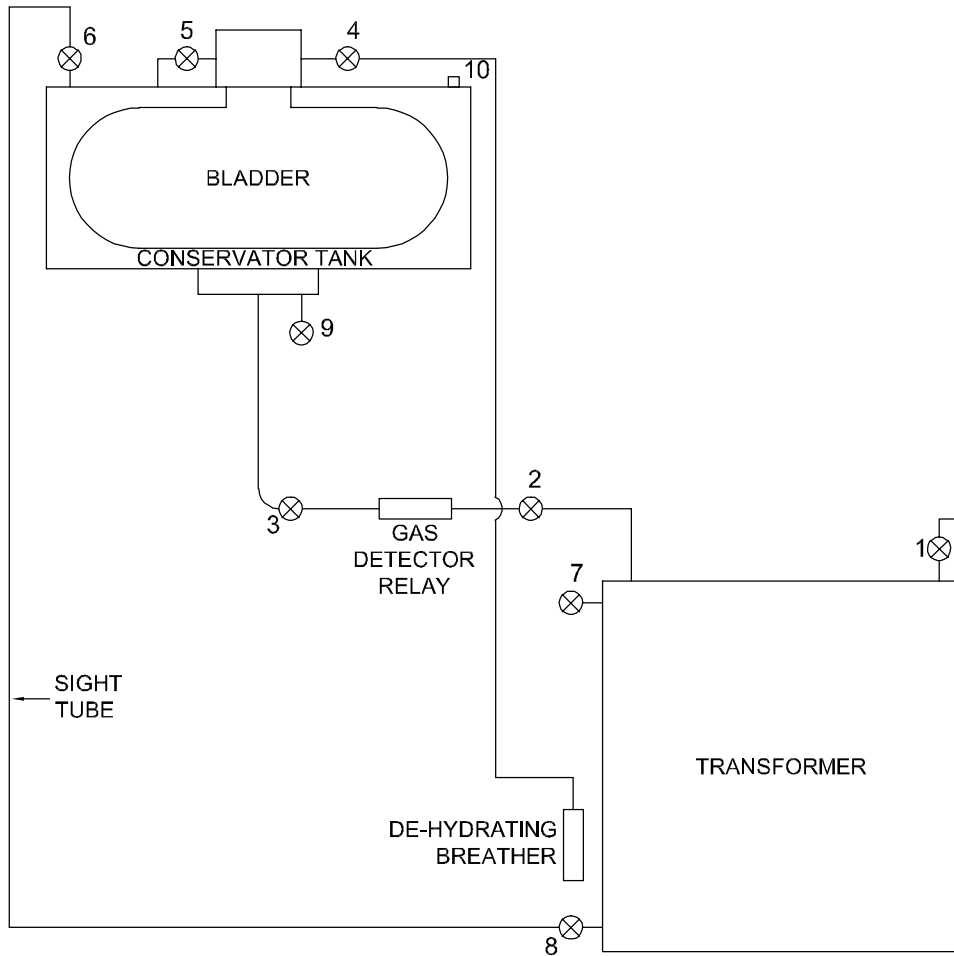 6
5
4
10
BLADDER
CONSERVATOR TANK
9
2
3
GAS
DETECTOR
RELAY
1
7
SIGHT
TUBE
TRANSFORMER
DE-HYDRATING
BREATHER
8